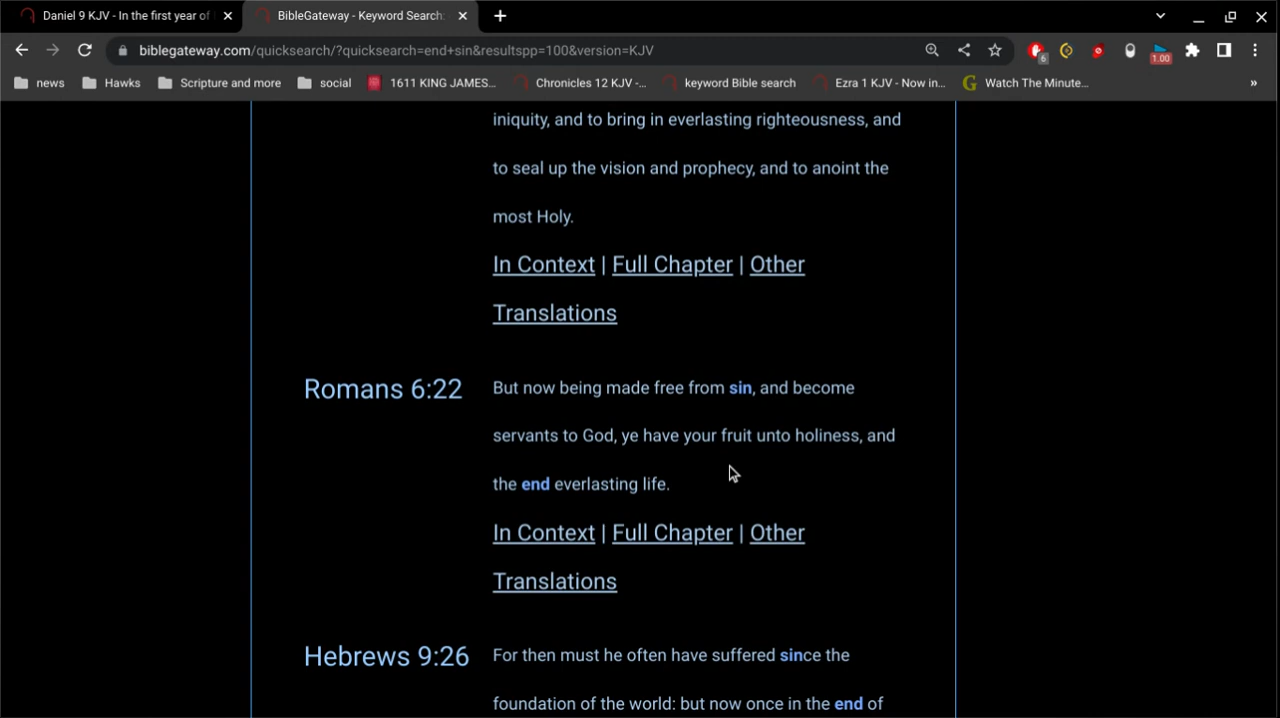 Daniel 9 KJV - In the first year of
BibleGateway - Keyword Search:
biblegateway.com/quicksearch/?quicksearch=end+sin&resultspp=100&version=KJV
6
1.00
news
Hawks
Scripture and more
social
1611 KING JAMES...
Chronicles 12 KJV -...
keyword Bible search
Ezra 1 KJV - Now in...
G Watch The Minute...
»
iniquity, and to bring in everlasting righteousness, and
to seal up the vision and prophecy, and to anoint the
most Holy.
In Context | Full Chapter | Other
Translations
Romans 6:22
But now being made free from sin, and become
servants to God, ye have your fruit unto holiness, and
the end everlasting life.
In Context | Full Chapter | Other
Translations
Hebrews 9:26
For then must he often have suffered since the
foundation of the world: but now once in the end of